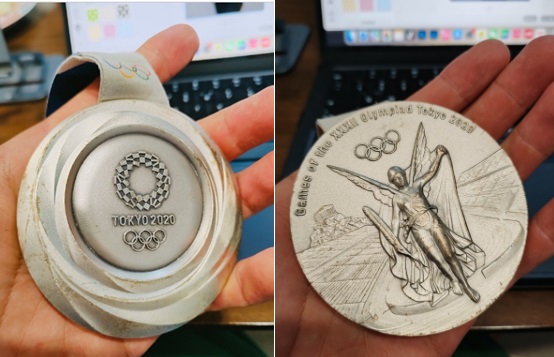 TOKYO 2020
Games of the XXXII Olympiad Tokyo 2020